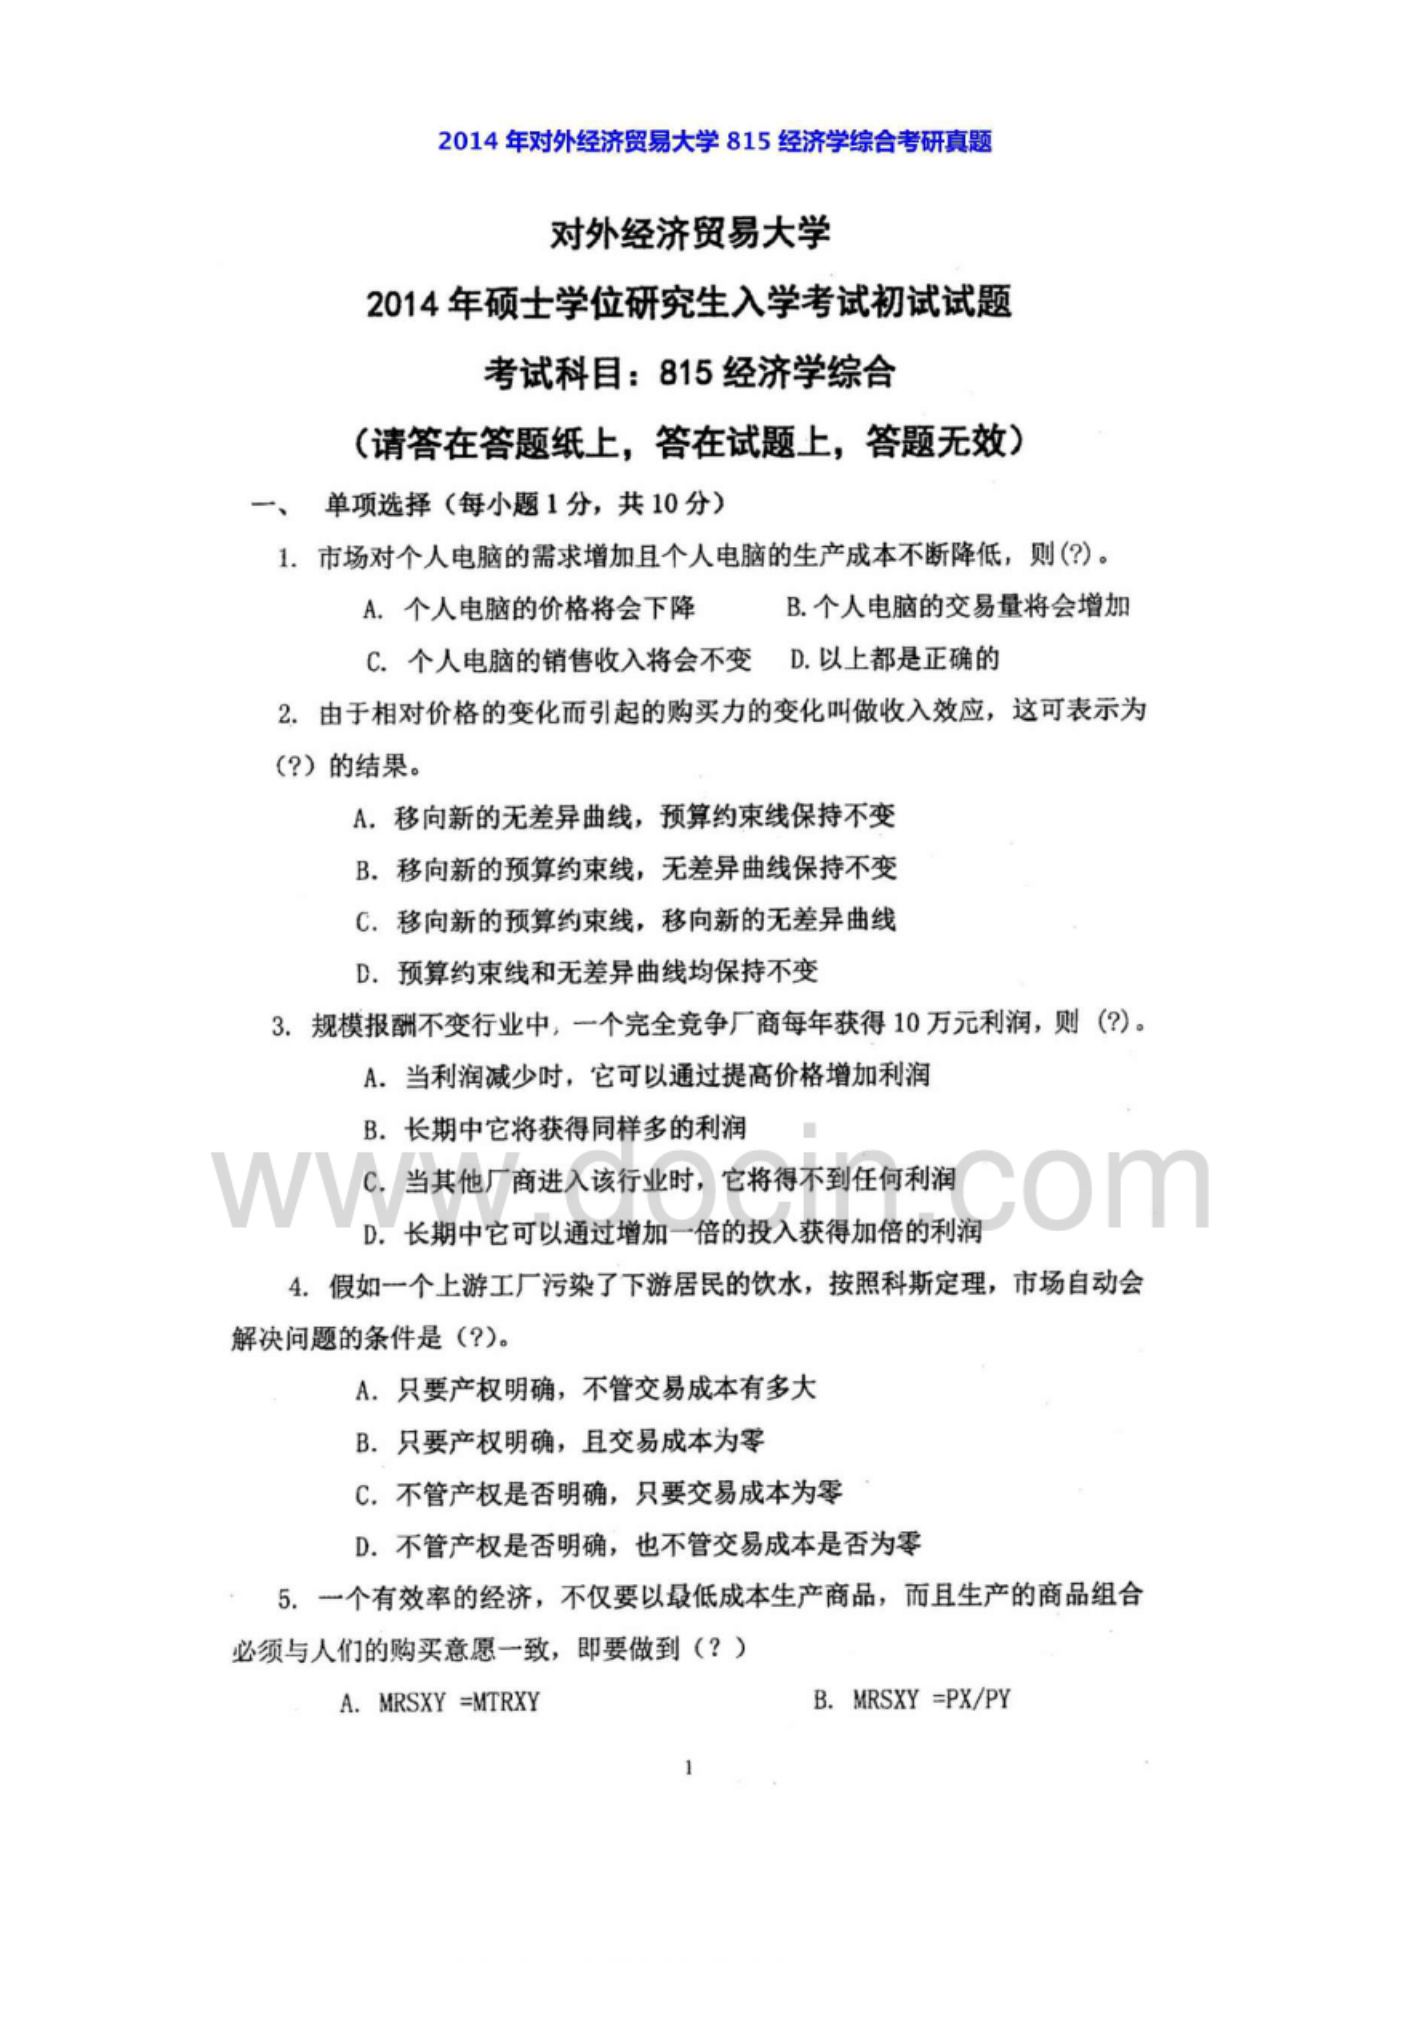 2014 年对外经济贸易大学 815 经济学综合考研真题
对外经济贸易大学
2014 年硕士学位研究生入学考试初试试题
考试科目：815 经济学综合
（请答在答题纸上，答在试题上，答题无效）
一、 单项选择（每小题 1 分，共 10 分）
1. 市场对个人电脑的需求增加且个人电脑的生产成本不断降低，则(?)。
A. 个人电脑的价格将会下降 B. 个人电脑的交易量将会增加
C. 个人电脑的销售收入将会不变 D. 以上都是正确的
2. 由于相对价格的变化而引起的购买力的变化叫做收入效应，这可表示为
（?）的结果。
A. 移向新的无差异曲线，预算约束线保持不变
B. 移向新的预算约束线，无差异曲线保持不变
C. 移向新的预算约束线，移向新的无差异曲线
D. 预算约束线和无差异曲线均保持不变
3. 规模报酬不变行业中，一个完全竞争厂商每年获得 10 万元利润，则 (?)。
A. 当利润减少时，它可以通过提高价格增加利润
B. 长期中它将获得同样多的利润
C. 当其他厂商进入该行业时，它将得不到任何利润
D. 长期中它可以通过增加一倍的投入获得加倍的利润
www.docin.com
4. 假如一个上游工厂污染了下游居民的饮水，按照科斯定理，市场自动会
解决问题的条件是（?）。
A. 只要产权明确，不管交易成本有多大
B. 只要产权明确，且交易成本为零
C. 不管产权是否明确，只要交易成本为零
D. 不管产权是否明确，也不管交易成本是否为零
5. 一个有效率的经济，不仅要以最低成本生产商品，而且生产的商品组合
必须与人们的购买意愿一致，即要做到（? ）
A. MRSXY =MTRXY B. MRSXY =PX/PY
1